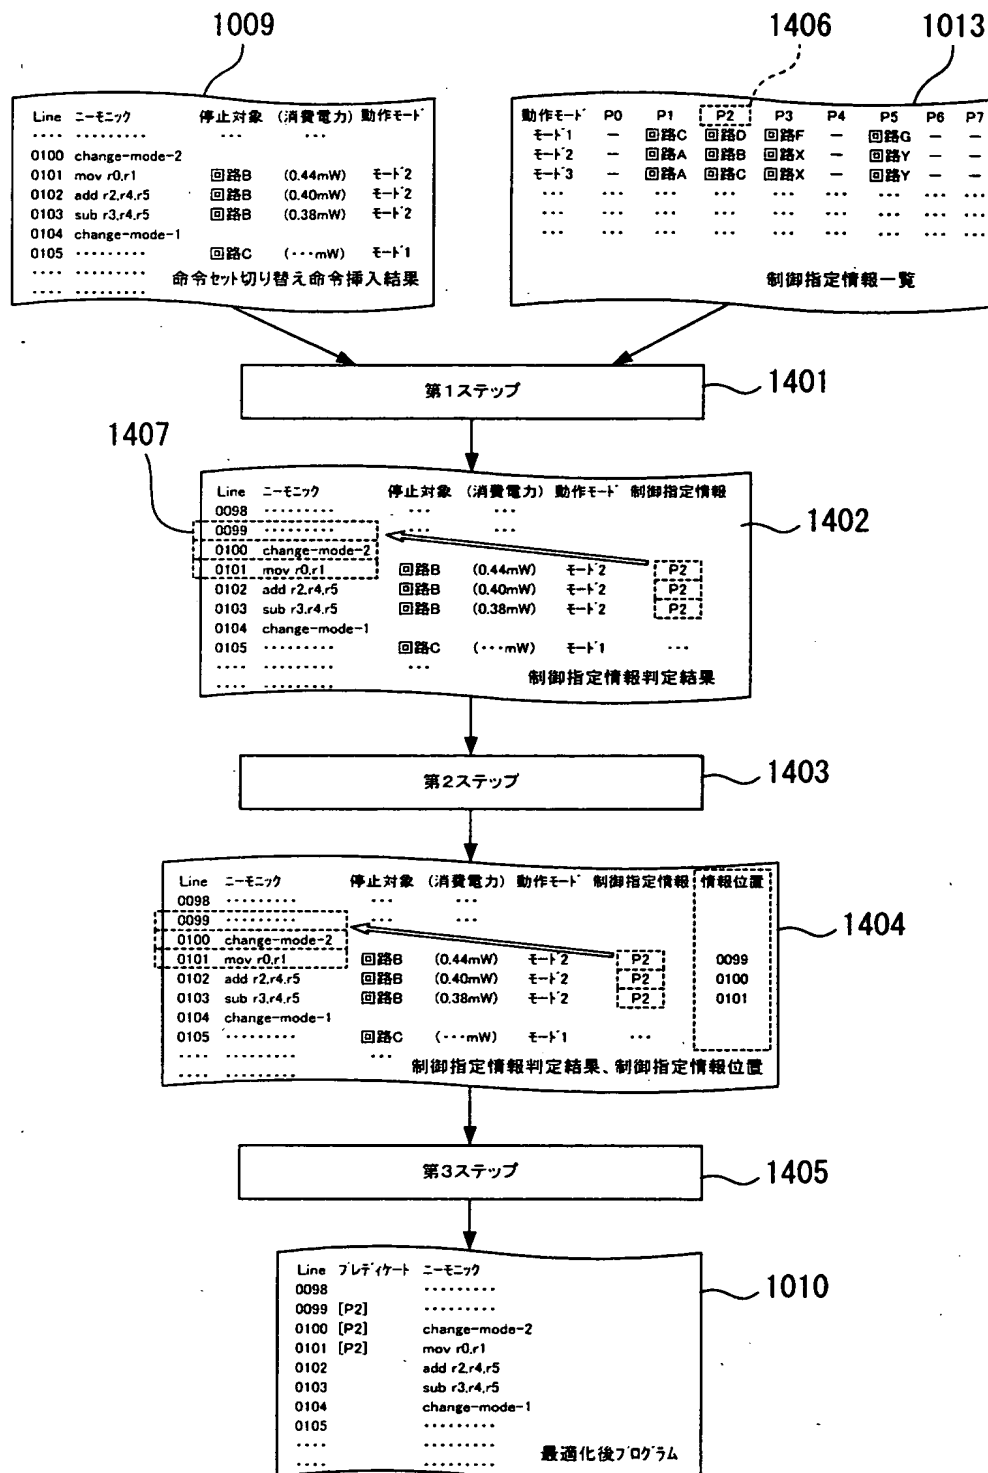 1009
1406
1013
Line ニーモニック 停止対象 (消費電力) 動作モード
···· ········· ··· ···
0100 change-mode-2
0101 mov r0,r1 回路B (0.44mW) モード2
0102 add r2,r4,r5 回路B (0.40mW) モード2
0103 sub r3,r4,r5 回路B (0.38mW) モード2
0104 change-mode-1
0105 ········· 回路C (···mW) モード1
···· ·········
···· ·········
命令セット切り替え命令挿入結果
動作モード P0 P1 P2 P3 P4 P5 P6 P7
モード1 — 回路C 回路D 回路F — 回路G — —
モード2 — 回路A 回路B 回路X — 回路Y — —
モード3 — 回路A 回路C 回路X — 回路Y — —
··· ··· ··· ··· ··· ··· ··· ··· ···
··· ··· ··· ··· ··· ··· ··· ··· ···
··· ··· ··· ··· ··· ··· ··· ··· ···
制御指定情報一覧
第1ステップ
1401
1407
Line ニーモニック 停止対象 (消費電力) 動作モード 制御指定情報
0098 ········· ··· ···
0099 ········· ··· ···
0100 change-mode-2
0101 mov r0,r1 回路B (0.44mW) モード2 P2
0102 add r2,r4,r5 回路B (0.40mW) モード2 P2
0103 sub r3,r4,r5 回路B (0.38mW) モード2 P2
0104 change-mode-1
0105 ········· 回路C (···mW) モード1 ···
···· ········· ···
···· ·········
制御指定情報判定結果
1402
第2ステップ
1403
Line ニーモニック 停止対象 (消費電力) 動作モード 制御指定情報 情報位置
0098 ········· ··· ···
0099 ········· ··· ···
0100 change-mode-2
0101 mov r0,r1 回路B (0.44mW) モード2 P2 0099
0102 add r2,r4,r5 回路B (0.40mW) モード2 P2 0100
0103 sub r3,r4,r5 回路B (0.38mW) モード2 P2 0101
0104 change-mode-1
0105 ········· 回路C (···mW) モード1 ···
···· ········· ···
···· ·········
制御指定情報判定結果、制御指定情報位置
1404
第3ステップ
1405
Line プレディケート ニーモニック
0098 ·········
0099 [P2] ·········
0100 [P2] change-mode-2
0101 [P2] mov r0,r1
0102 add r2,r4,r5
0103 sub r3,r4,r5
0104 change-mode-1
0105 ·········
···· ·········
···· ·········
最適化後プログラム
1010